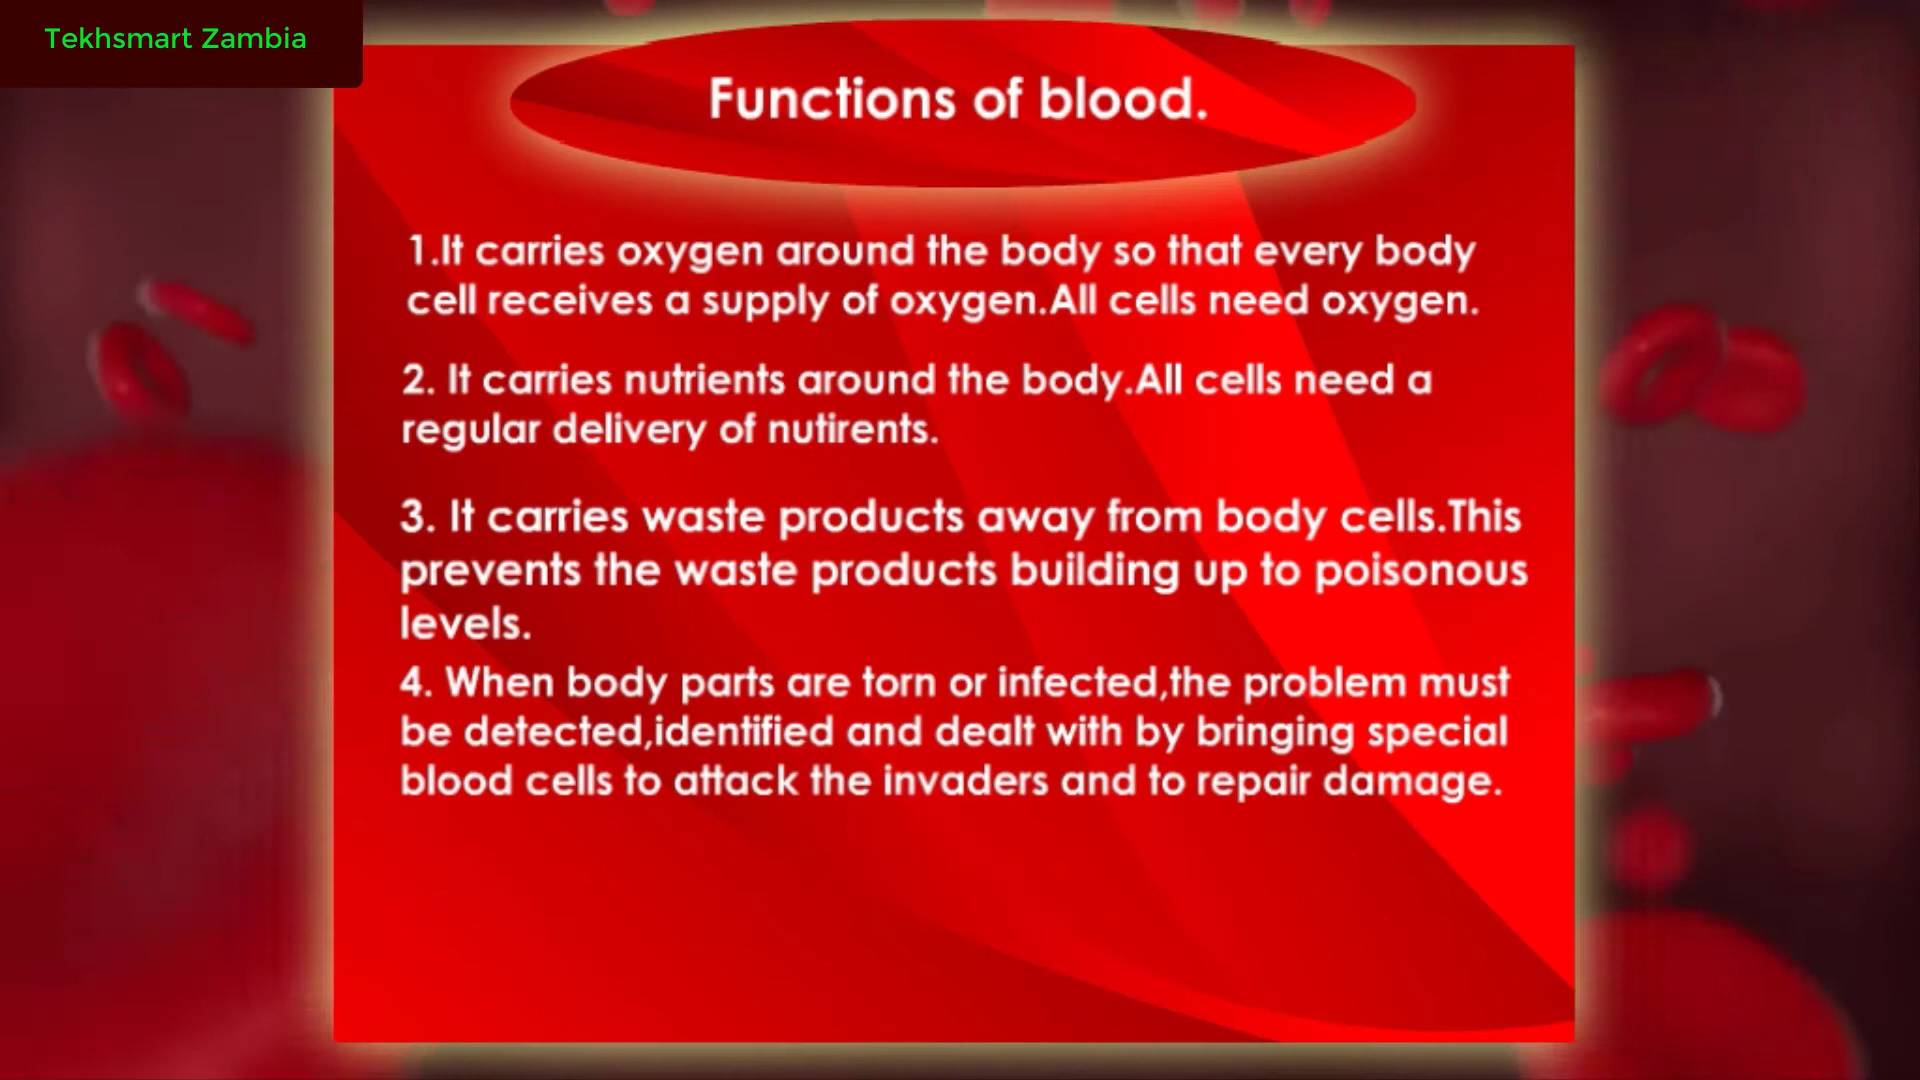 Tekhsmart Zambia
Functions of blood.
1.It carries oxygen around the body so that every body
cell receives a supply of oxygen.All cells need oxygen.
2. It carries nutrients around the body.All cells need a
regular delivery of nutirents.
3. It carries waste products away from body cells.This
prevents the waste products building up to poisonous
levels.
4. When body parts are torn or infected,the problem must
be detected,identified and dealt with by bringing special
blood cells to attack the invaders and to repair damage.